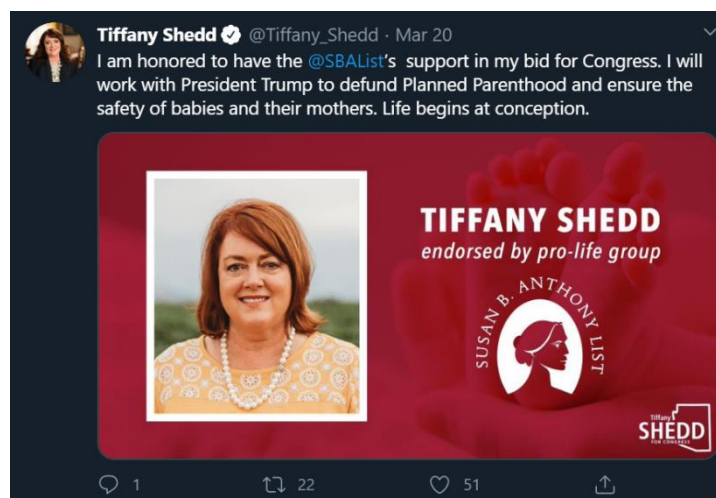 Tiffany Shedd @Tiffany_Shedd · Mar 20
I am honored to have the @SBAList's support in my bid for Congress. I will
work with President Trump to defund Planned Parenthood and ensure the
safety of babies and their mothers. Life begins at conception.
TIFFANY SHEDD
endorsed by pro-life group
SUSAN B. ANTHONY LIST
Tiffany
SHEDD
FOR CONGRESS
1 22 51